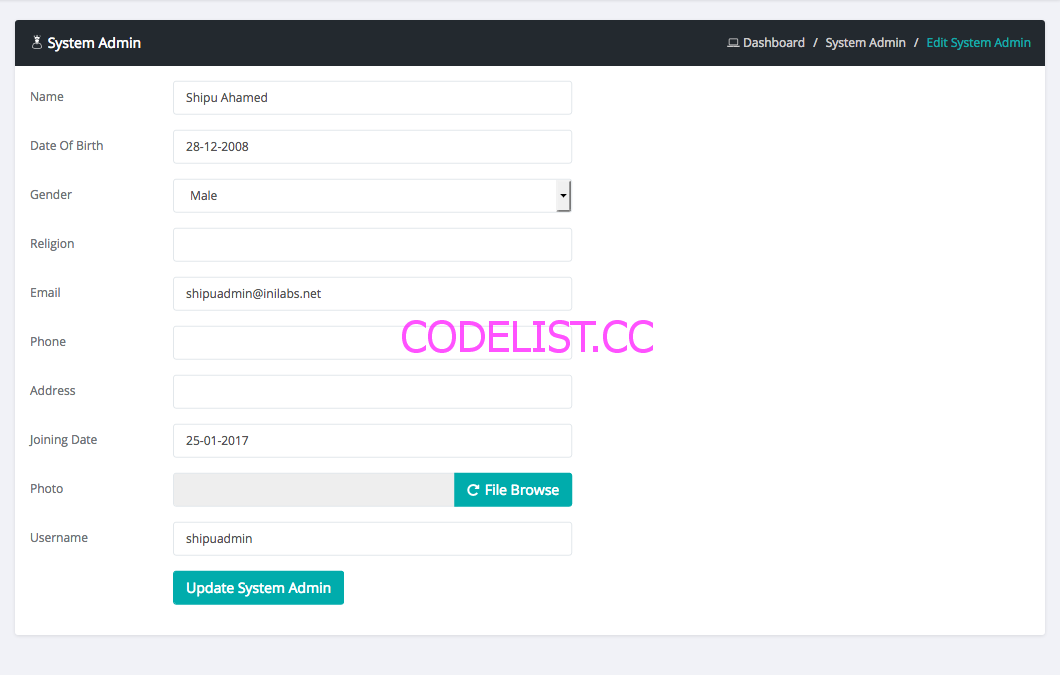 System Admin
Dashboard / System Admin / Edit System Admin
Name Shipu Ahamed
Date Of Birth 28-12-2008
Gender Male
Religion
Email shipuadmin@inilabs.net
Phone
CODELIST.CC
Address
Joining Date 25-01-2017
Photo File Browse
Username shipuadmin
Update System Admin